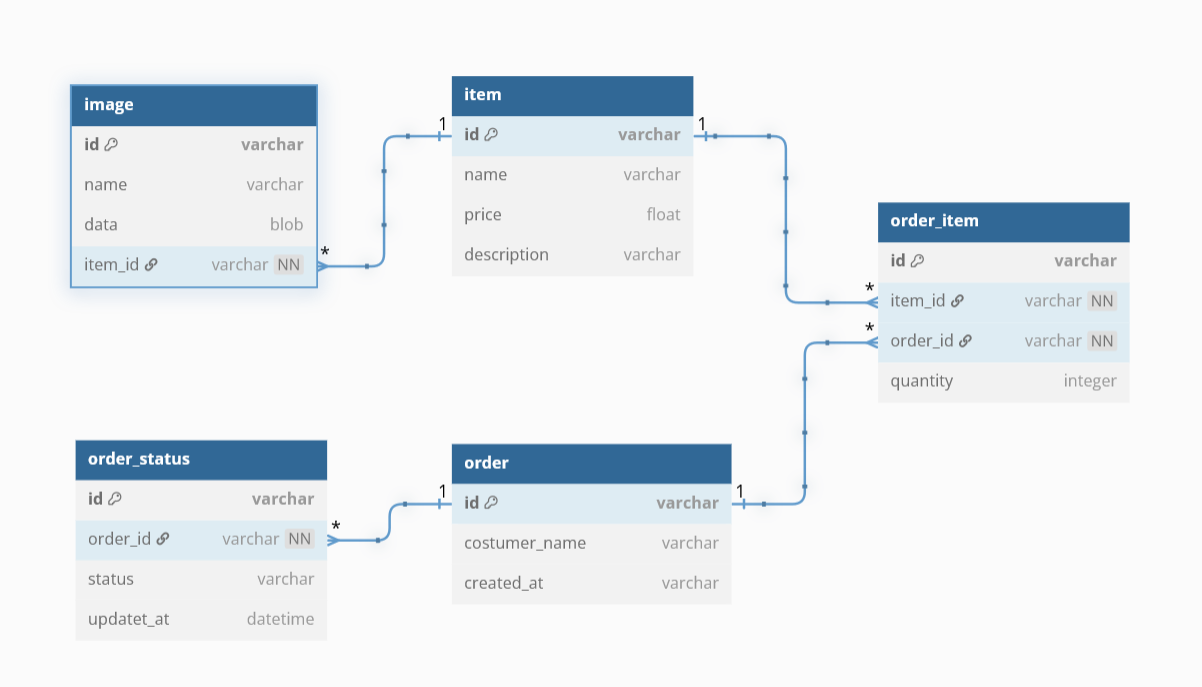 image
id varchar
name varchar
data blob
item_id varchar NN
*
1
item
id varchar
name varchar
price float
description varchar
1
order_item
id varchar
* item_id varchar NN
* order_id varchar NN
quantity integer
order_status
id varchar
order_id varchar NN
status varchar
updatet_at datetime
*
1
order
id varchar
costumer_name varchar
created_at varchar
1